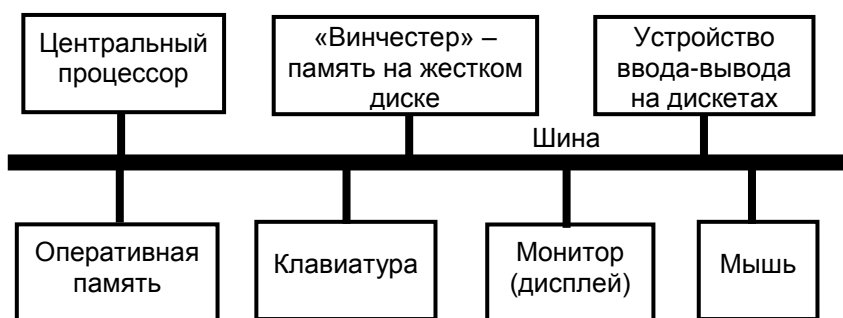 Центральный
процессор
«Винчестер» –
память на жестком
диске
Устройство
ввода-вывода
на дискетах
Шина
Оперативная
память
Клавиатура
Монитор
(дисплей)
Мышь